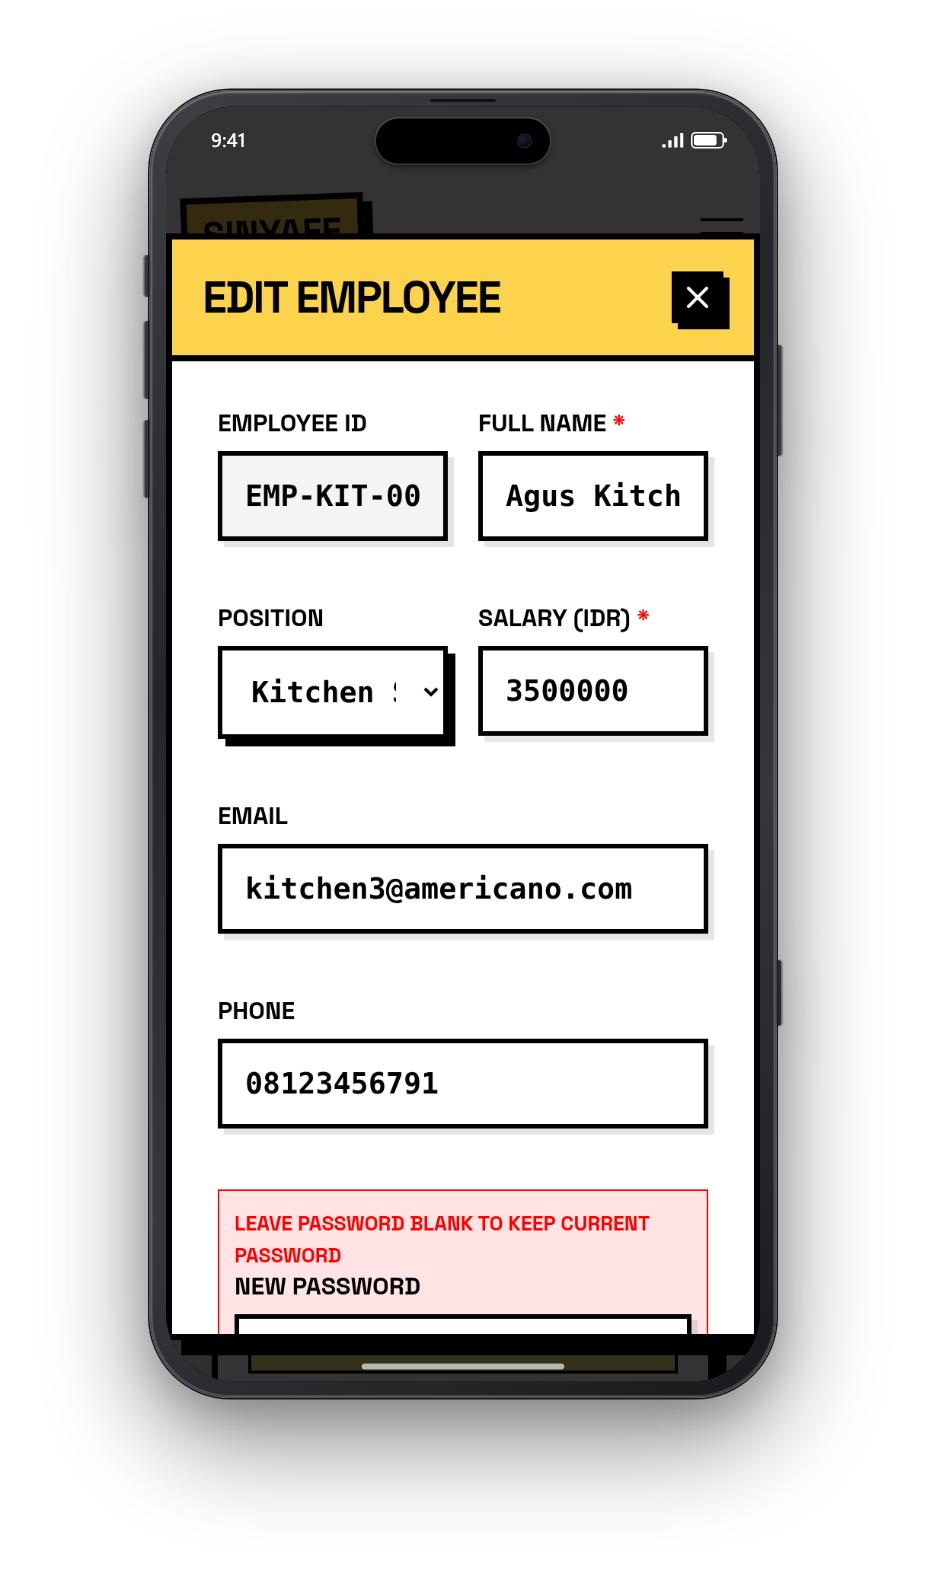 9:41
SINYAFE
EDIT EMPLOYEE
EMPLOYEE ID
FULL NAME *
EMP-KIT-00
Agus Kitch
POSITION
SALARY (IDR) *
Kitchen
3500000
EMAIL
kitchen3@americano.com
PHONE
08123456791
LEAVE PASSWORD BLANK TO KEEP CURRENT
PASSWORD
NEW PASSWORD